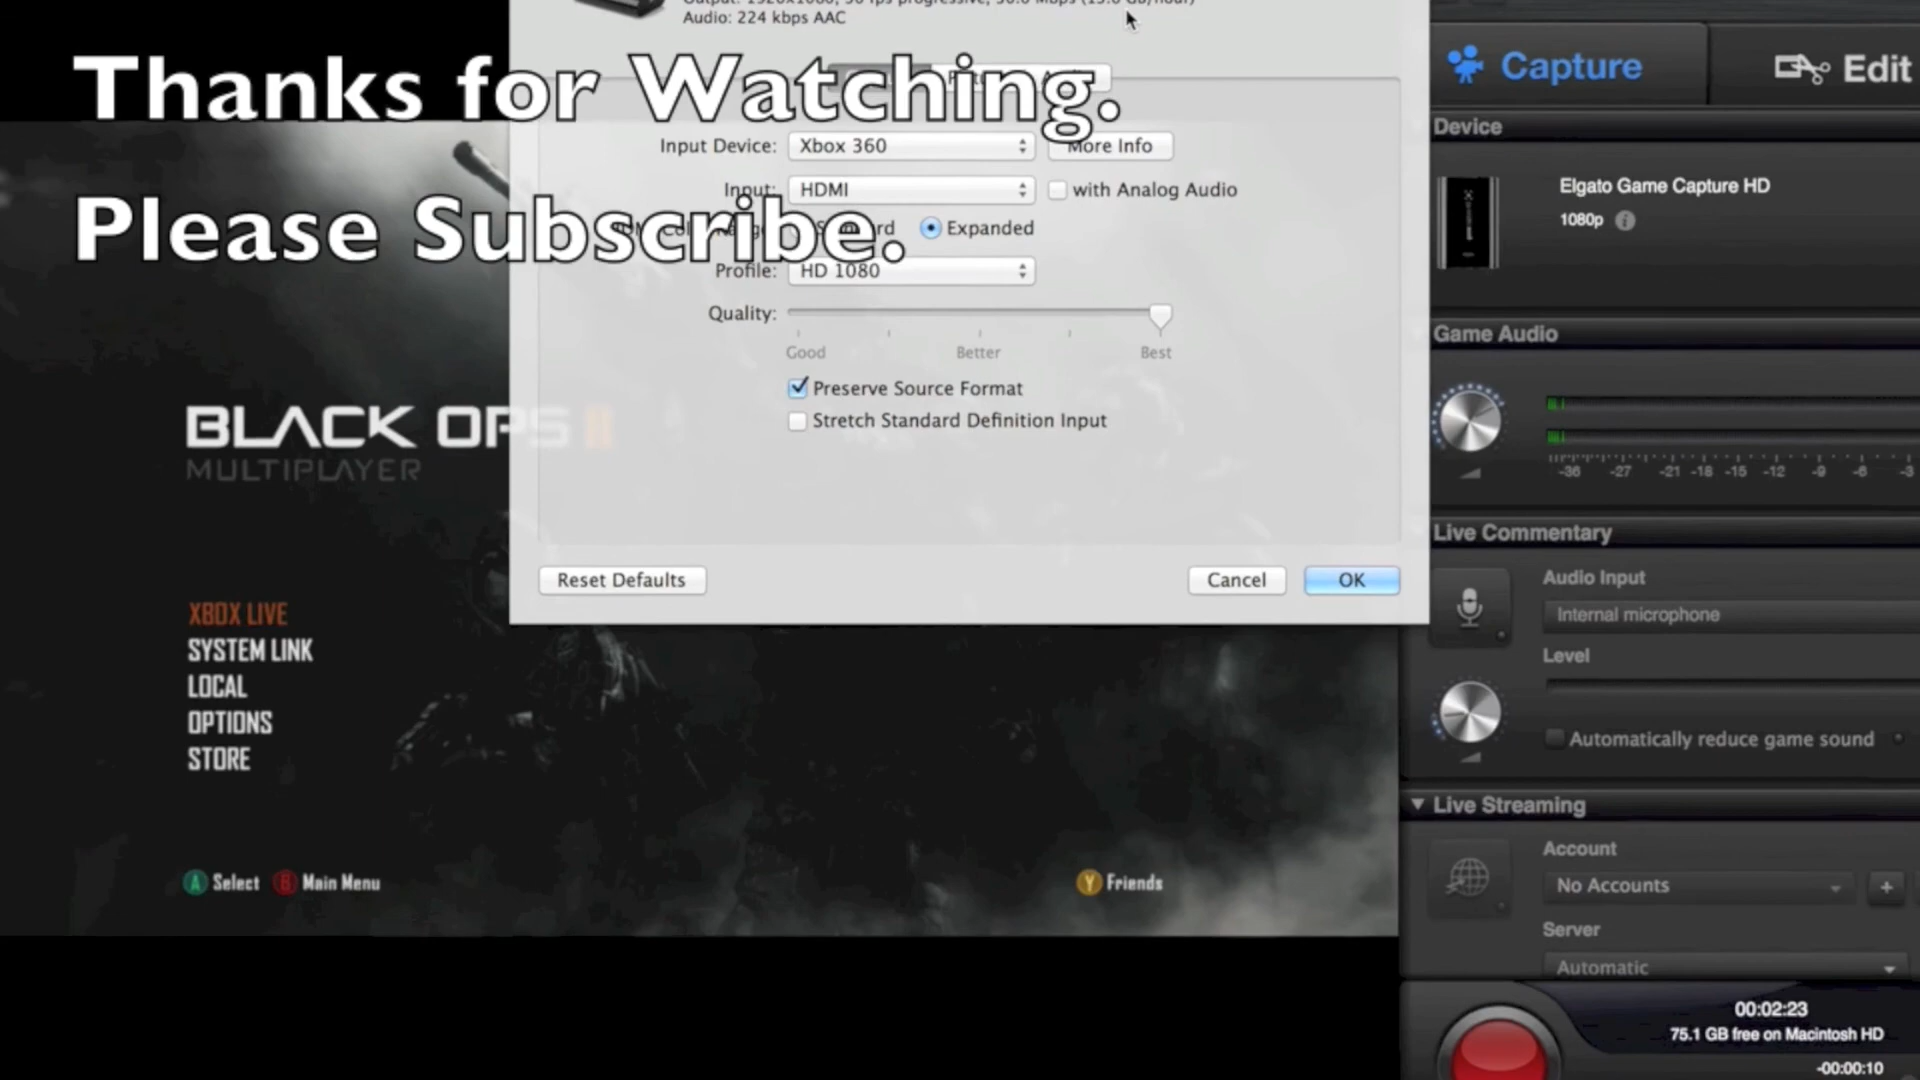 Audio: 224 kbps AAC
Thanks for Watching.
Please Subscribe.
Input Device: Xbox 360 More Info
Input: HDMI with Analog Audio
Expanded
Profile: HD 1080
Quality:
Good Better Best
Preserve Source Format
Stretch Standard Definition Input
Reset Defaults Cancel OK
BLACK OPS II
MULTIPLAYER
XBOX LIVE
SYSTEM LINK
LOCAL
OPTIONS
STORE
A Select B Main Menu Y Friends
Capture Edit
Device
Elgato Game Capture HD
1080p
Game Audio
-36 -27 -21 -18 -15 -12 -9 -6 -3
Live Commentary
Audio Input
Internal microphone
Level
Automatically reduce game sound
Live Streaming
Account
No Accounts +
Server
Automatic
00:02:23
75.1 GB free on Macintosh HD
-00:00:10